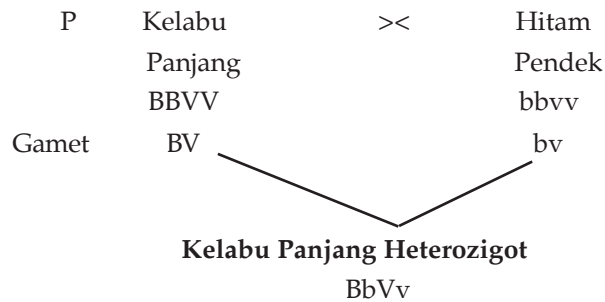 P Kelabu >< Hitam
Panjang Pendek
BBVV bbvv
Gamet BV bv
Kelabu Panjang Heterozigot
BbVv